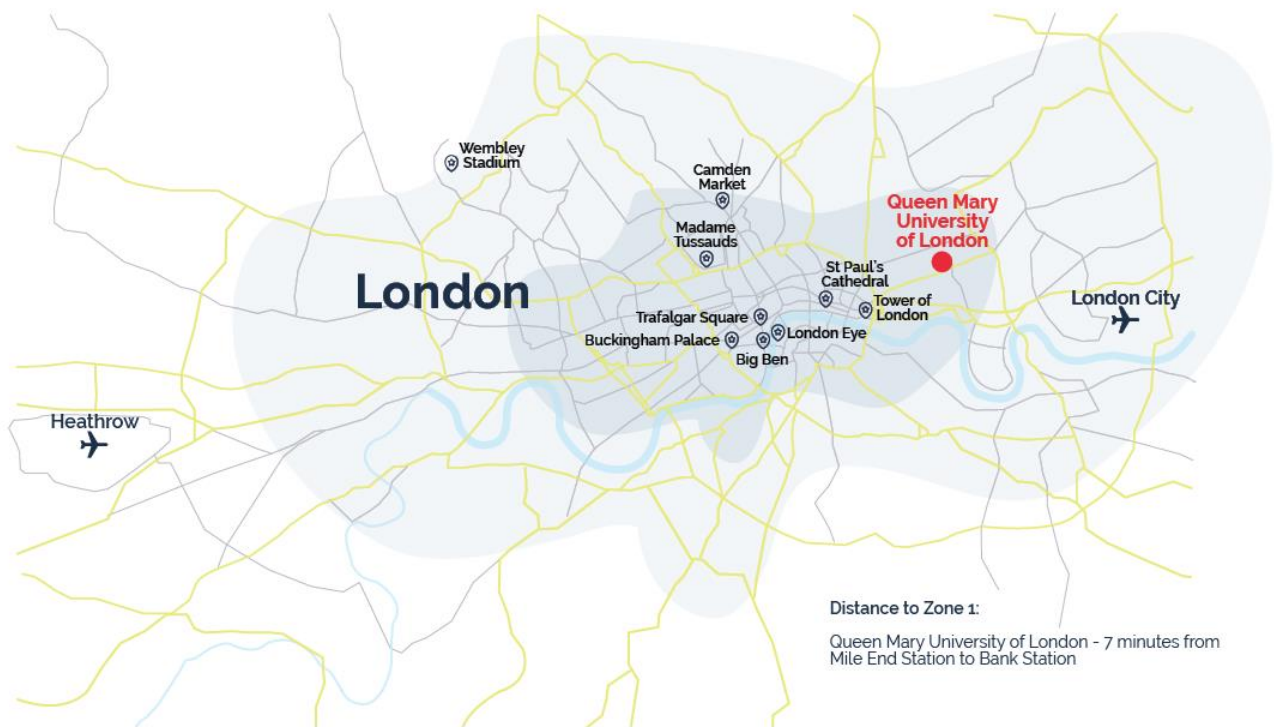 Wembley
Stadium
Camden
Market
Queen Mary
University
of London
Madame
Tussauds
St Paul's
Cathedral
London
London City
Tower of
London
Trafalgar Square
London Eye
Buckingham Palace
Big Ben
Heathrow
Distance to Zone 1:
Queen Mary University of London - 7 minutes from
Mile End Station to Bank Station